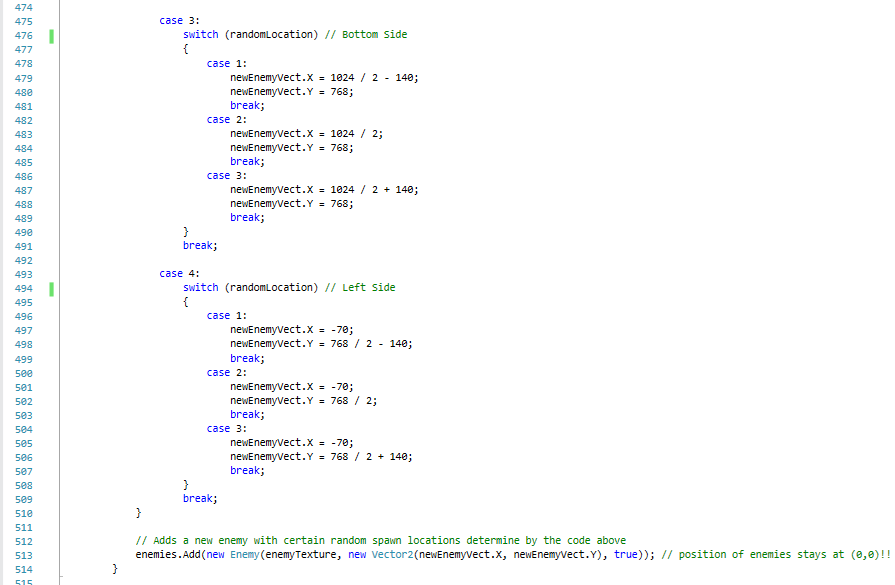 474
475 case 3:
476 switch (randomLocation) // Bottom Side
477 {
478 case 1:
479 newEnemyVect.X = 1024 / 2 - 140;
480 newEnemyVect.Y = 768;
481 break;
482 case 2:
483 newEnemyVect.X = 1024 / 2;
484 newEnemyVect.Y = 768;
485 break;
486 case 3:
487 newEnemyVect.X = 1024 / 2 + 140;
488 newEnemyVect.Y = 768;
489 break;
490 }
491 break;
492
493 case 4:
494 switch (randomLocation) // Left Side
495 {
496 case 1:
497 newEnemyVect.X = -70;
498 newEnemyVect.Y = 768 / 2 - 140;
499 break;
500 case 2:
501 newEnemyVect.X = -70;
502 newEnemyVect.Y = 768 / 2;
503 break;
504 case 3:
505 newEnemyVect.X = -70;
506 newEnemyVect.Y = 768 / 2 + 140;
507 break;
508 }
509 break;
510 }
511
512 // Adds a new enemy with certain random spawn locations determine by the code above
513 enemies.Add(new Enemy(enemyTexture, new Vector2(newEnemyVect.X, newEnemyVect.Y), true)); // position of enemies stays at (0,0)!!
514 }
515